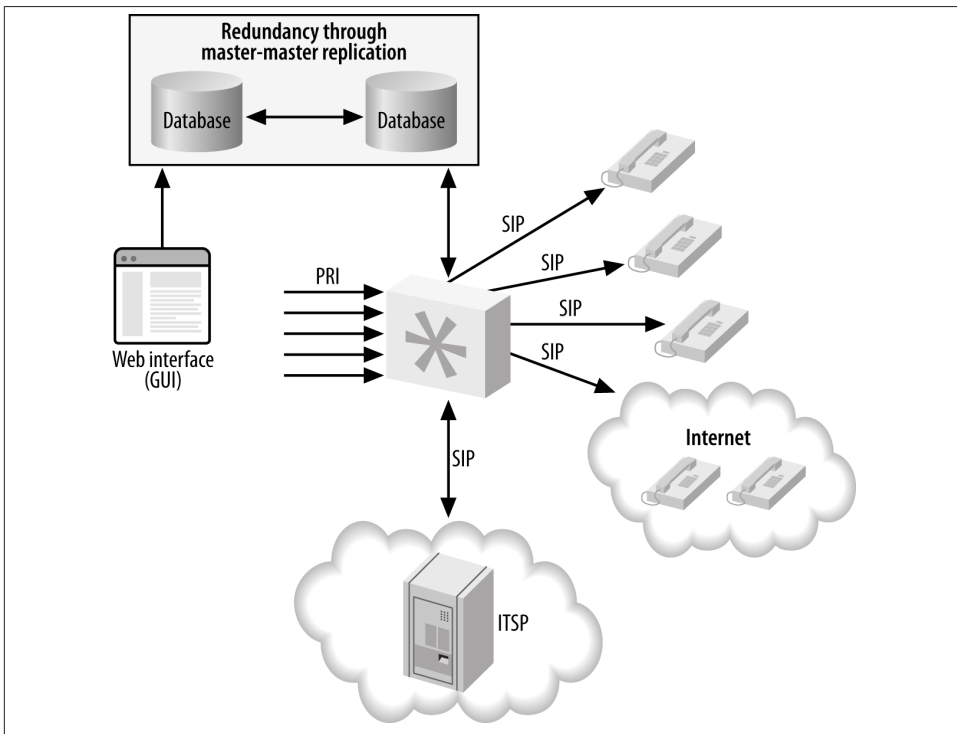 Redundancy through
master-master replication
Database
Database
SIP
SIP
PRI
SIP
SIP
Web interface
(GUI)
Internet
SIP
ITSP